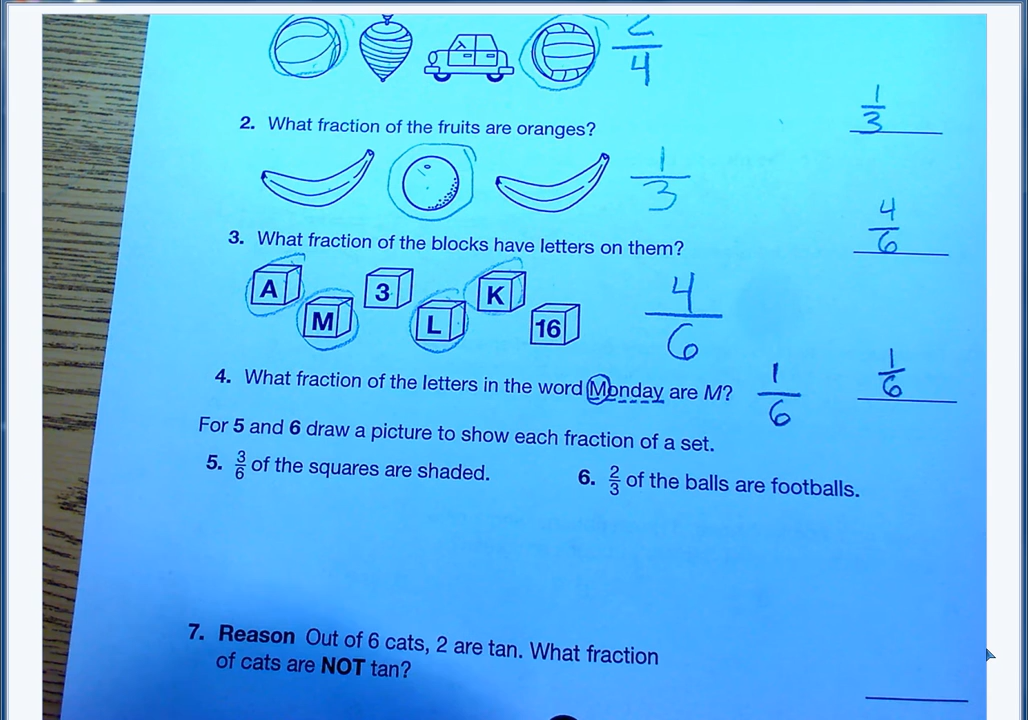 2/4
1/3
2. What fraction of the fruits are oranges?
1/3
4/6
3. What fraction of the blocks have letters on them?
A M 3 L K 16
4/6
4. What fraction of the letters in the word Monday are M? 1/6 1/6
For 5 and 6 draw a picture to show each fraction of a set.
5. 3/6 of the squares are shaded. 6. 2/3 of the balls are footballs.
7. Reason Out of 6 cats, 2 are tan. What fraction
of cats are NOT tan?